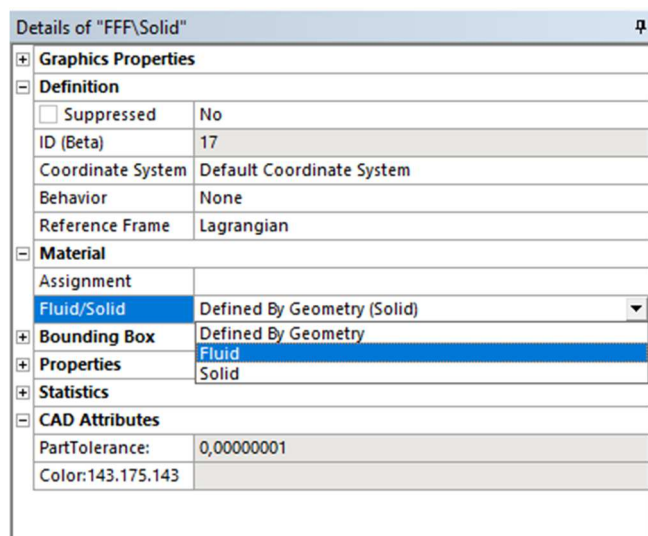 Details of "FFF\Solid"
Graphics Properties
Definition
Suppressed No
ID (Beta) 17
Coordinate System Default Coordinate System
Behavior None
Reference Frame Lagrangian
Material
Assignment
Fluid/Solid Defined By Geometry (Solid)
Bounding Box Defined By Geometry
Fluid
Properties Solid
Statistics
CAD Attributes
PartTolerance: 0,00000001
Color:143.175.143